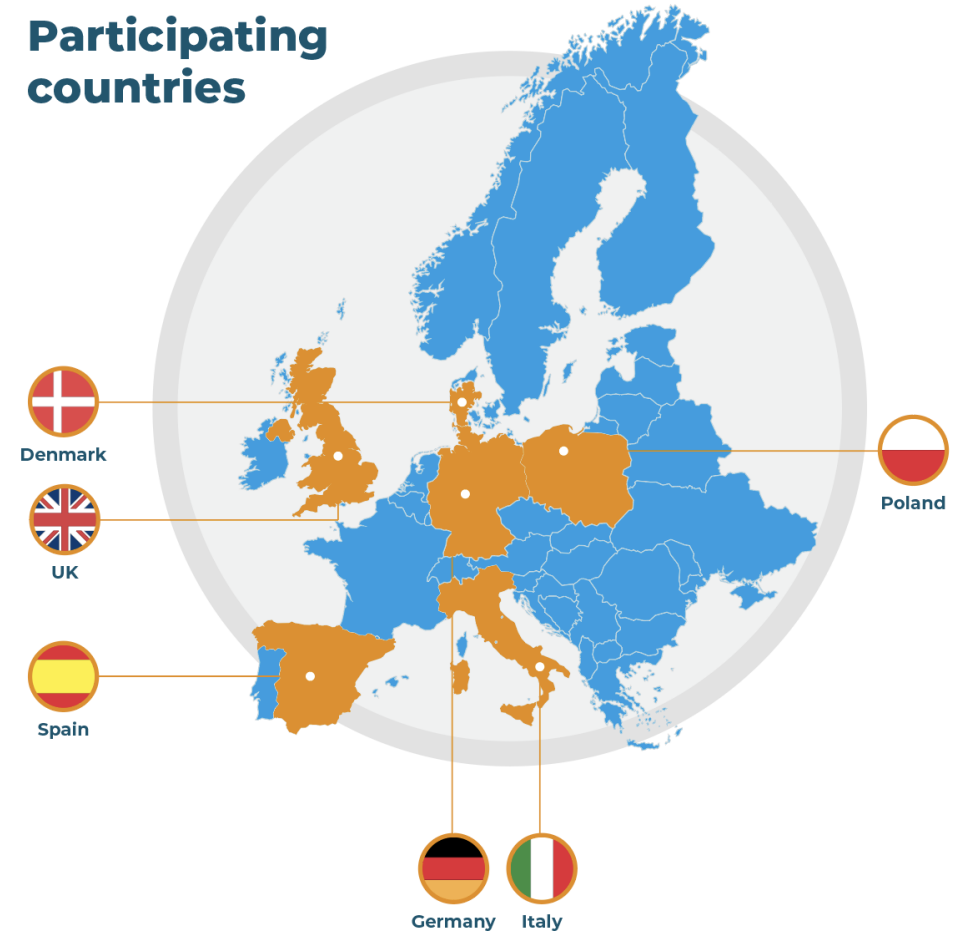 Participating
countries
Denmark
Poland
UK
Spain
Germany
Italy